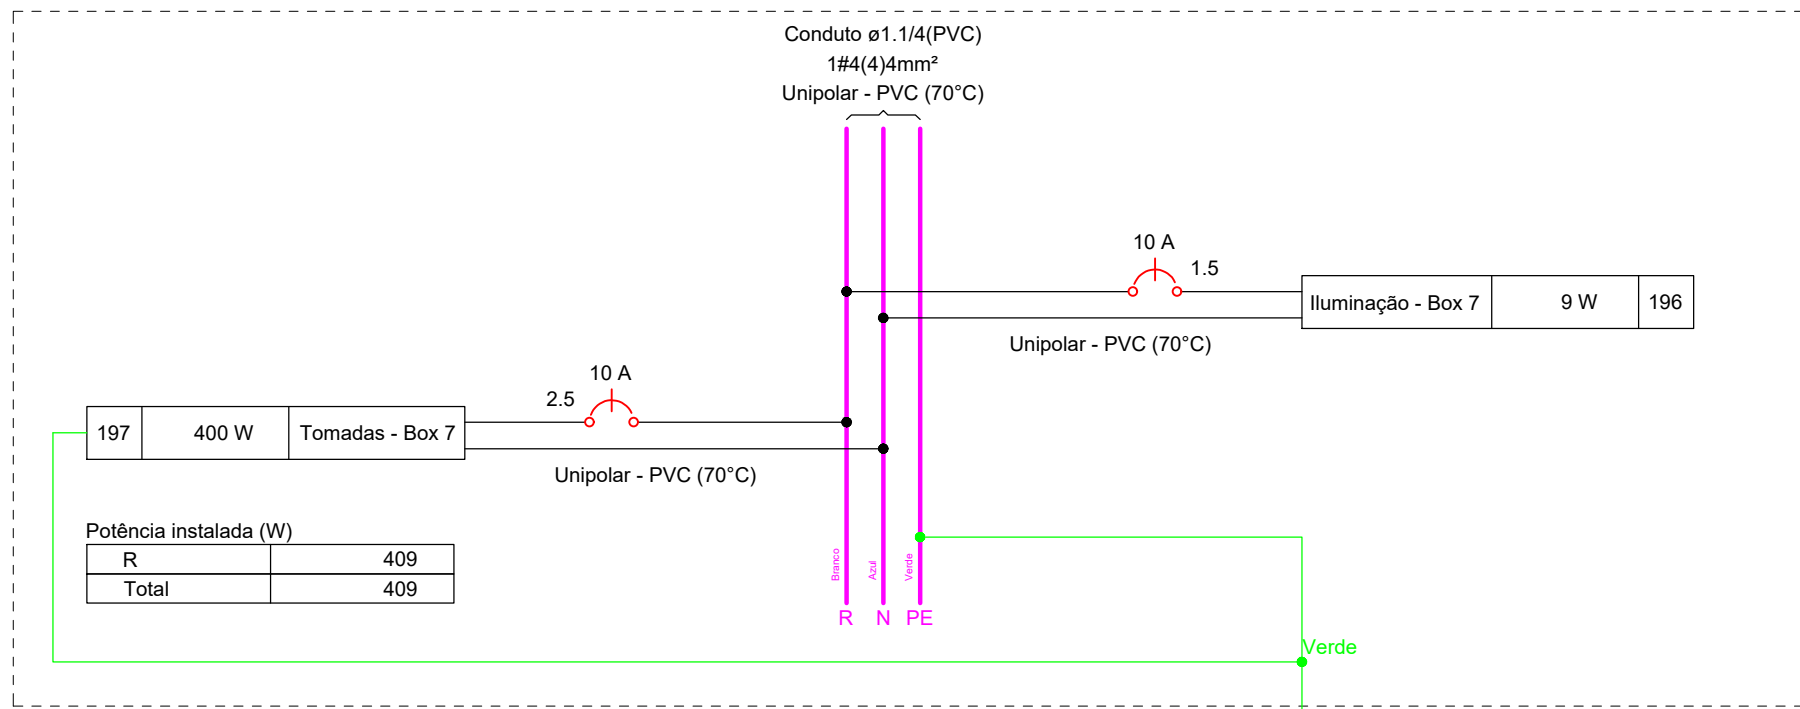 Conduto ø1.1/4(PVC)
1#4(4)4mm²
Unipolar - PVC (70°C)
10 A
1.5
Iluminação - Box 7 9 W 196
Unipolar - PVC (70°C)
10 A
2.5
197 400 W Tomadas - Box 7
Unipolar - PVC (70°C)
Potência instalada (W)
R 409
Total 409
Branco
Azul
Verde
R N PE
Verde